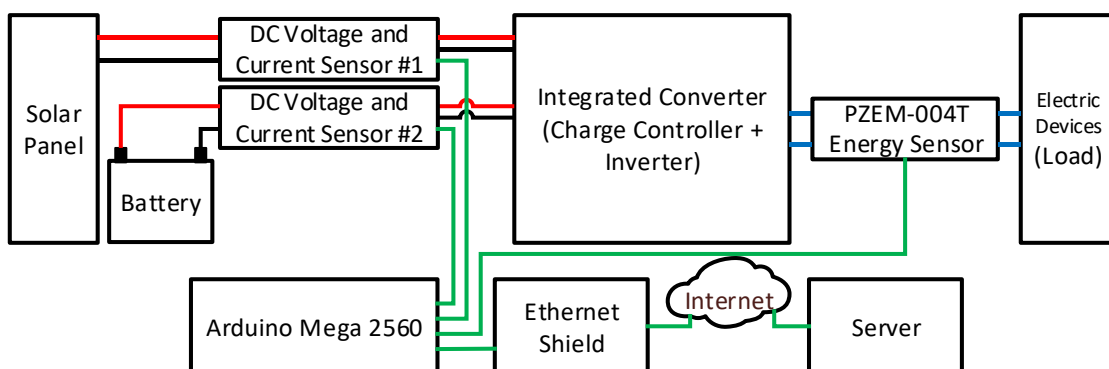 Solar
Panel
DC Voltage and
Current Sensor #1
DC Voltage and
Current Sensor #2
Battery
Integrated Converter
(Charge Controller +
Inverter)
PZEM-004T
Energy Sensor
Electric
Devices
(Load)
Arduino Mega 2560
Ethernet
Shield
Internet
Server